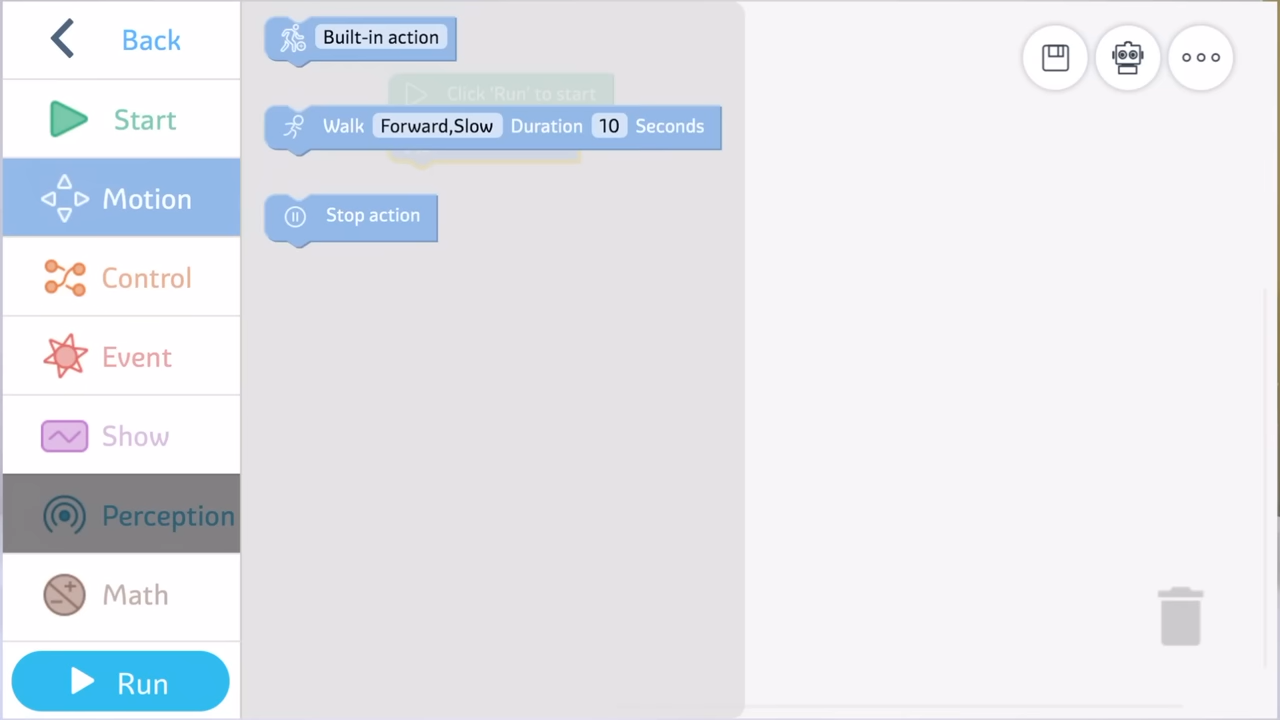 Back
Start
Motion
Control
Event
Show
Perception
Math
Run
Built-in action
Click 'Run' to start
Walk Forward,Slow Duration 10 Seconds
Stop action